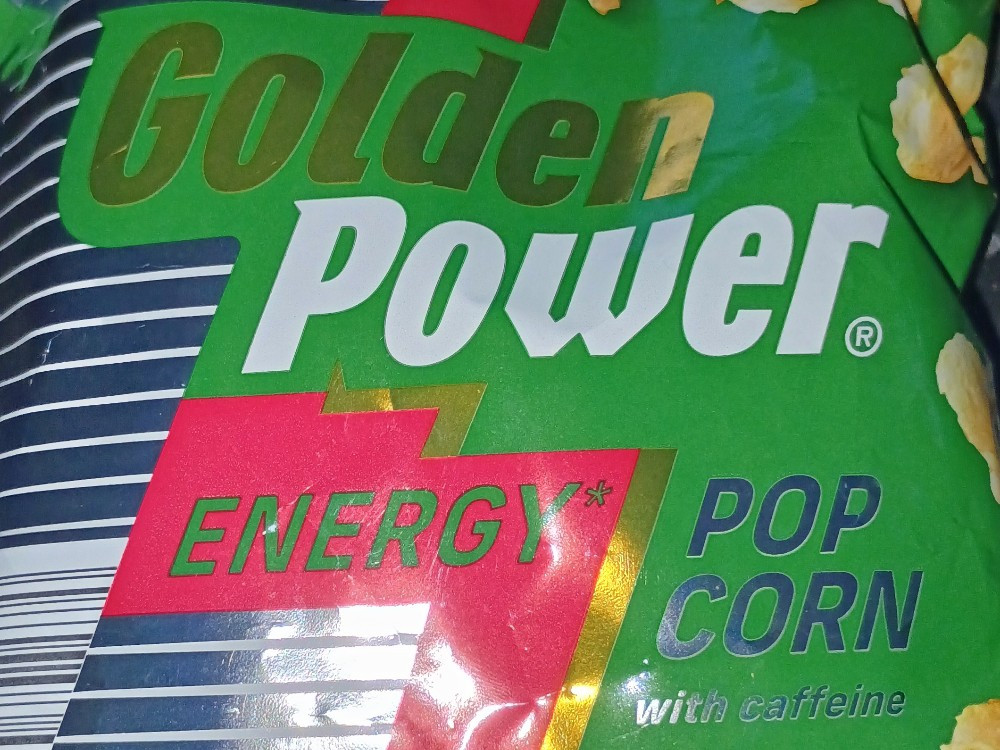 Golden
Power®
ENERGY*
POP
CORN
with caffeine